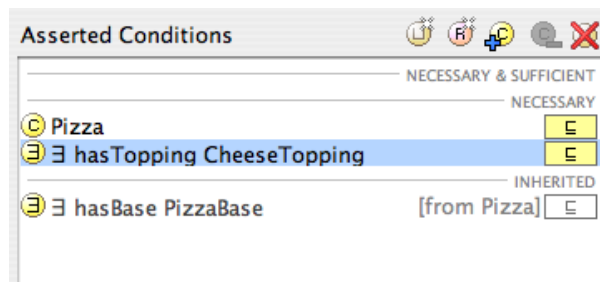 Asserted Conditions
NECESSARY & SUFFICIENT
NECESSARY
C Pizza ⊑
∃ ∃ hasTopping CheeseTopping ⊑
INHERITED
∃ ∃ hasBase PizzaBase [from Pizza] ⊑